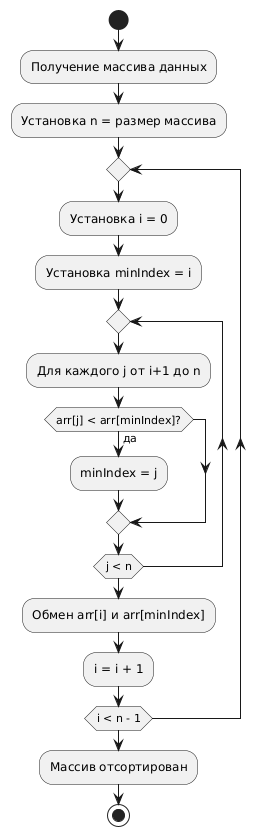 Получение массива данных
Установка n = размер массива
Установка i = 0
Установка minIndex = i
Для каждого j от i+1 до n
arr[j] < arr[minIndex]?
да
minIndex = j
j < n
Обмен arr[i] и arr[minIndex]
i = i + 1
i < n - 1
Массив отсортирован